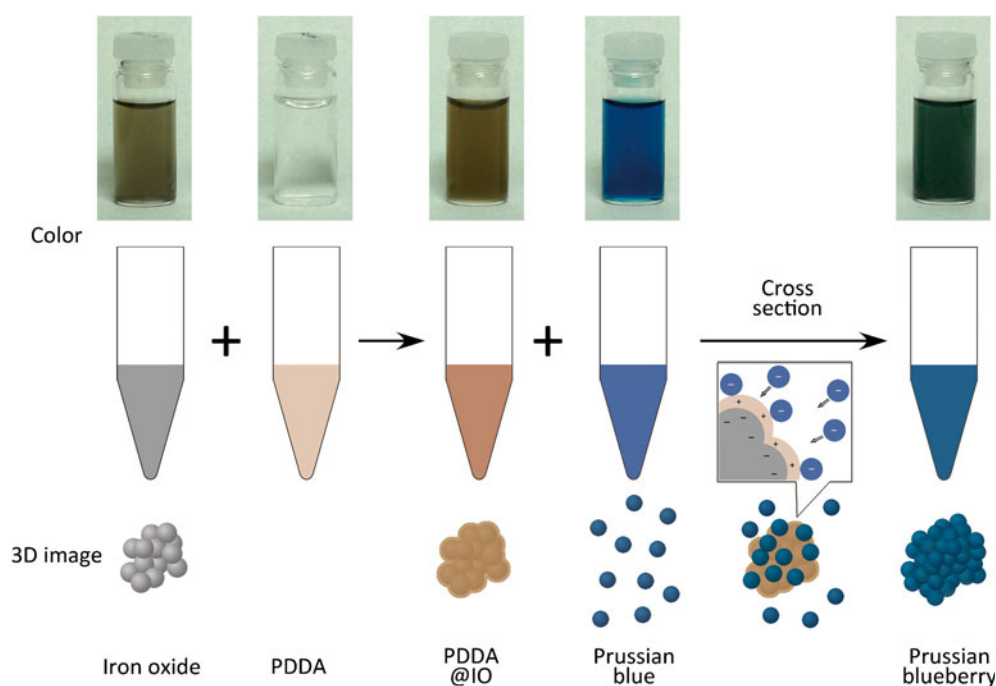 Color
Cross
section
3D image
Iron oxide
PDDA
PDDA
@IO
Prussian
blue
Prussian
blueberry